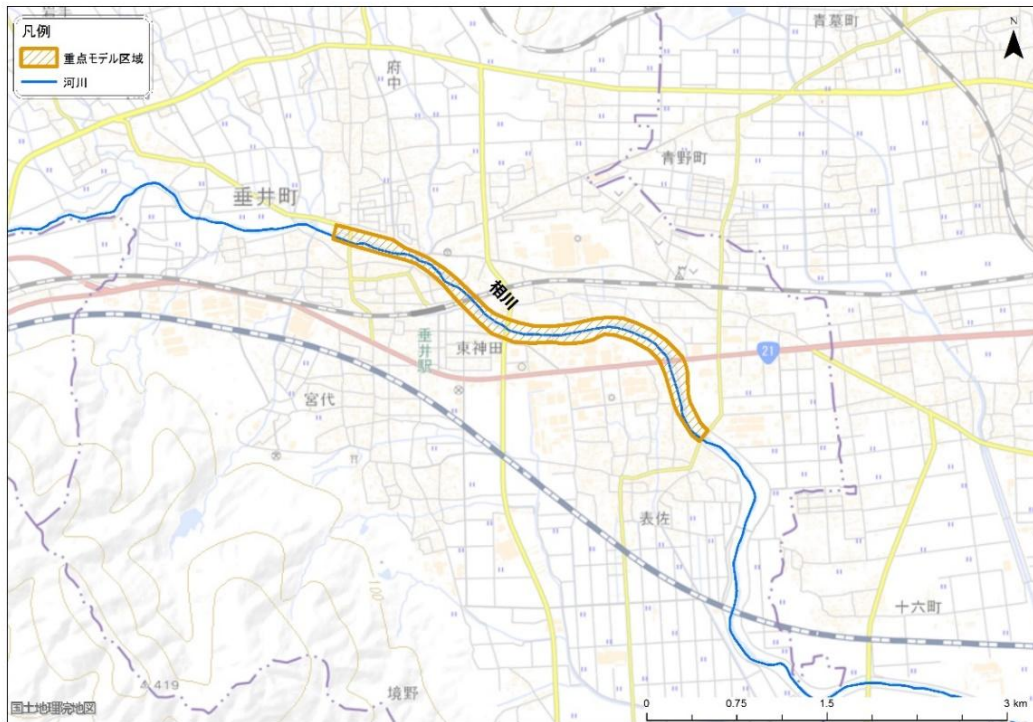 凡例
重点モデル区域
河川
青墓町
N
府中
青野町
垂井町
相川
21
垂井駅
東神田
宮代
表佐
100
十六町
419
境野
国土地理院地図
0 0.75 1.5 3 km